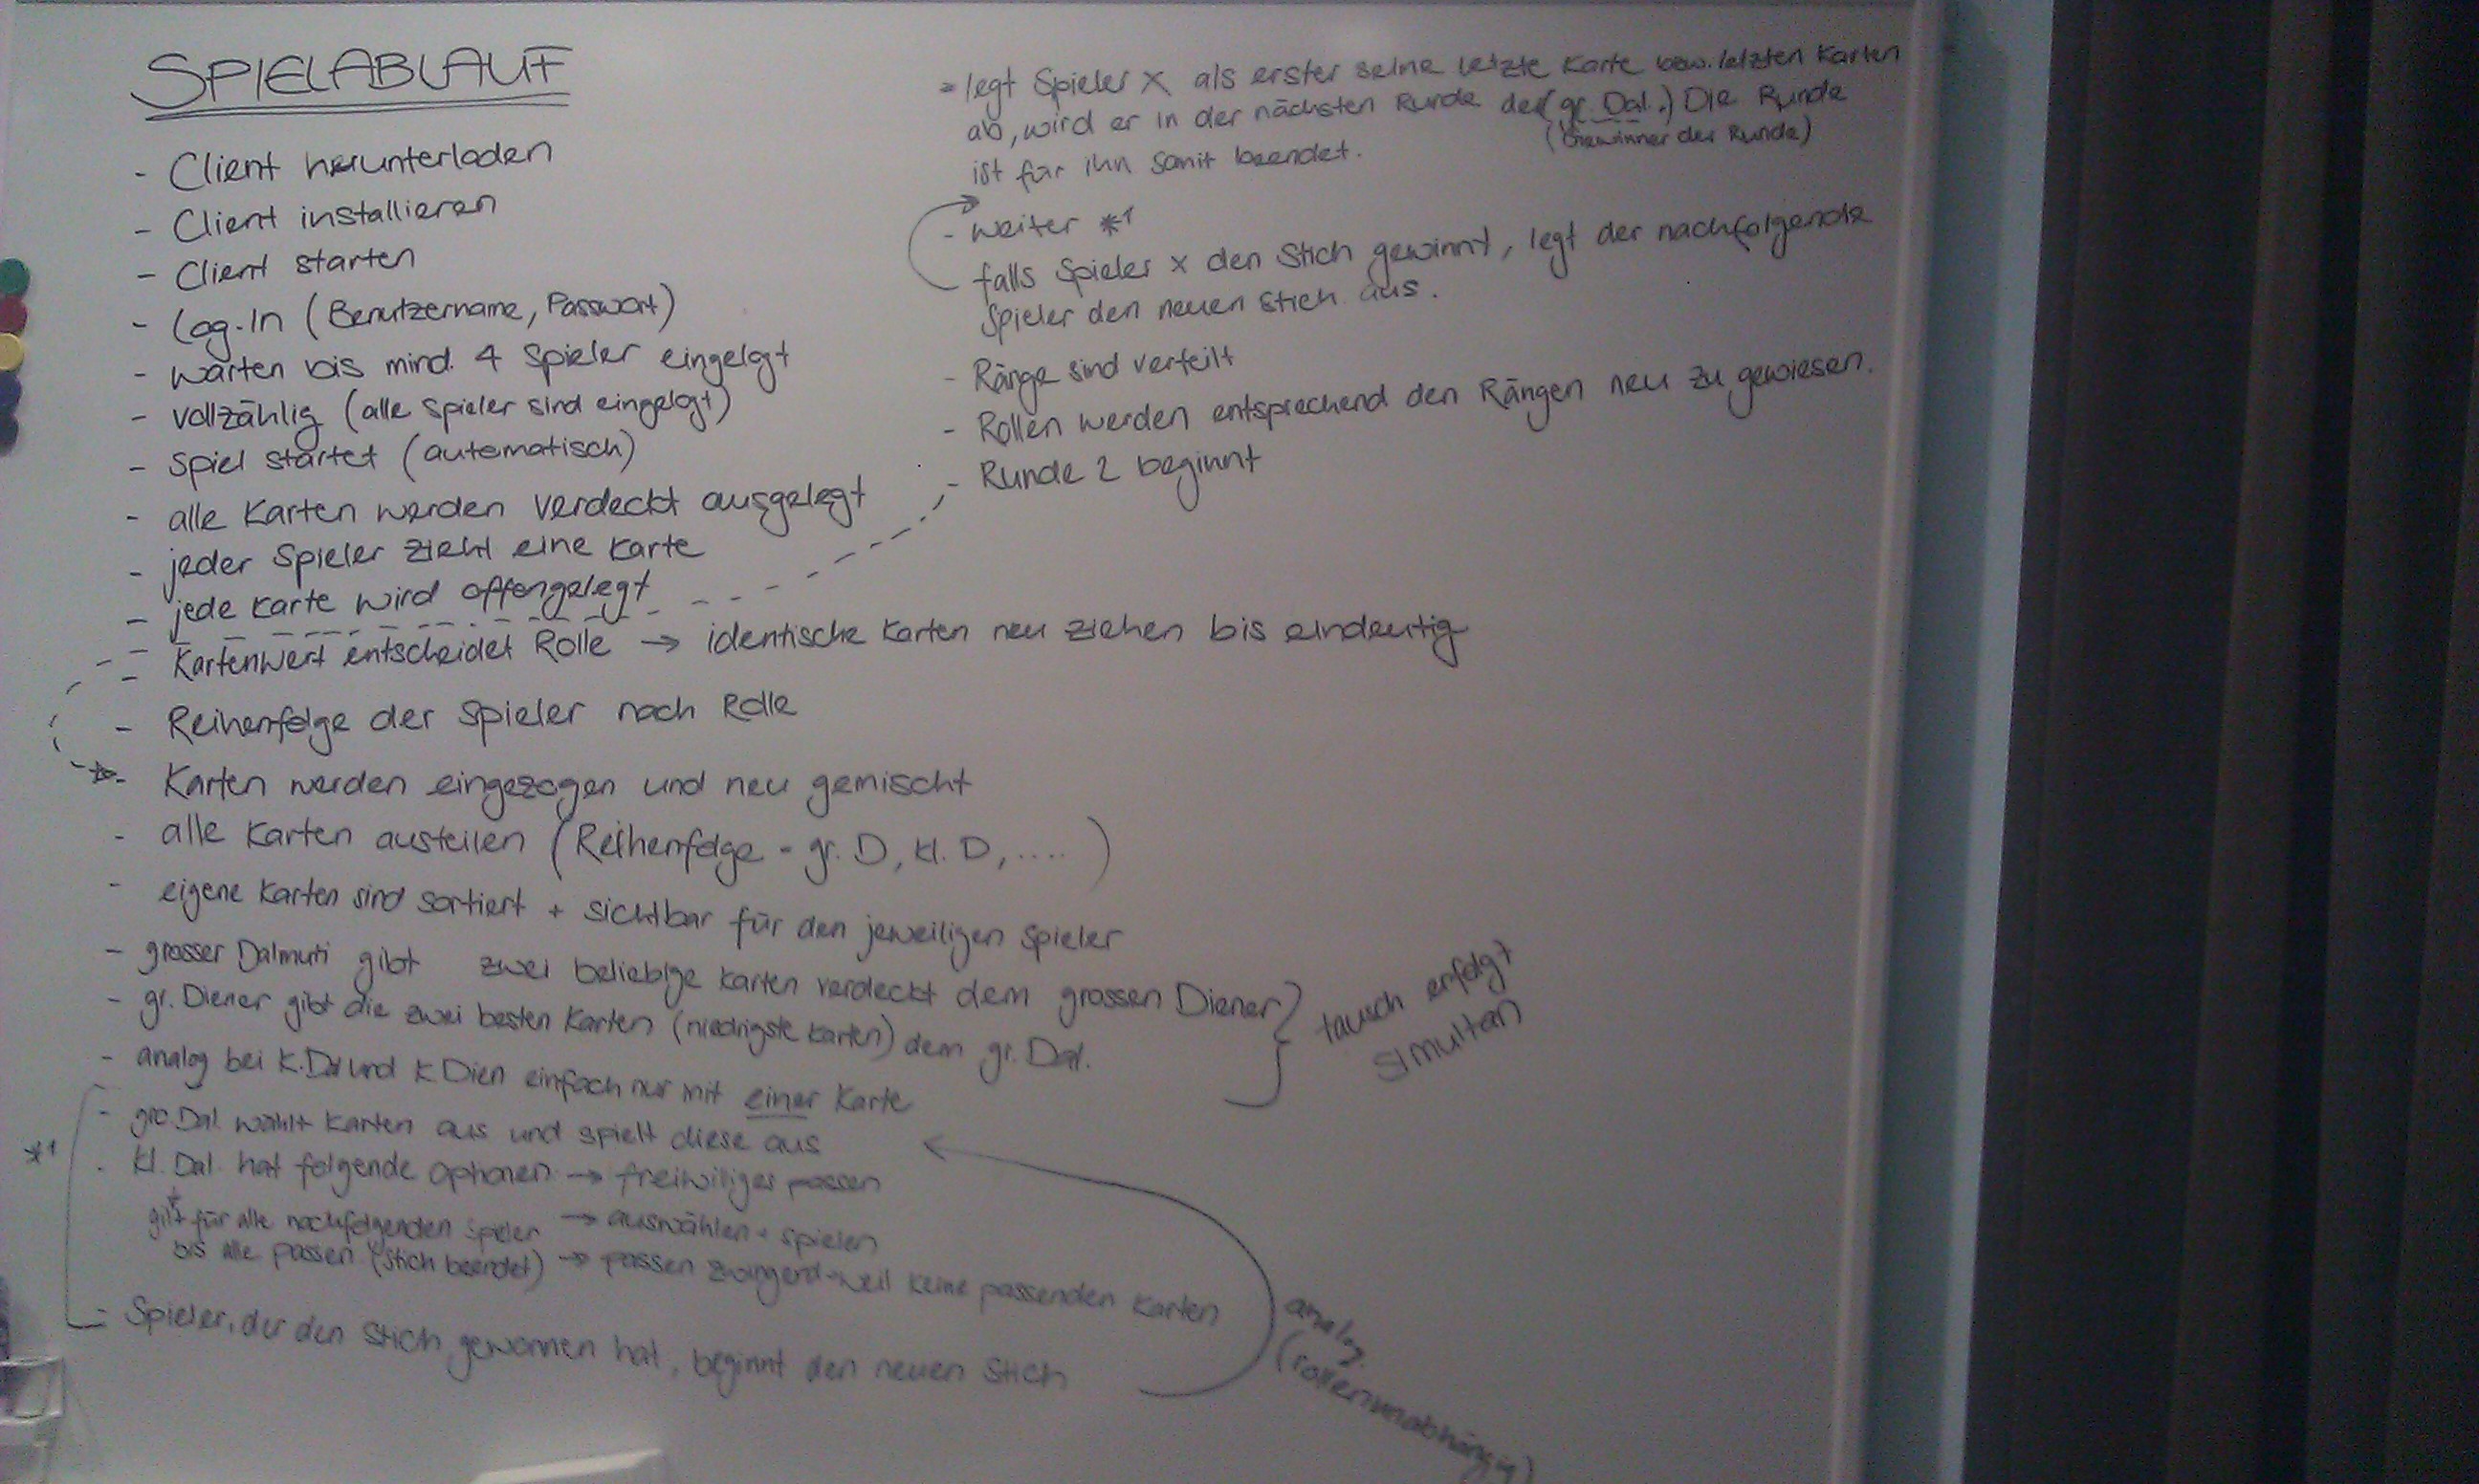 SPIELABLAUF
- Client herunterladen
- Client installieren
- Client starten
- Log-In (Benutzername, Passwort)
- warten bis mind. 4 Spieler eingelogt
- vollzählig (alle Spieler sind eingelogt)
- Spiel startet (automatisch)
- alle Karten werden verdeckt ausgelegt
- jeder Spieler zieht eine Karte
- jede Karte wird offengelegt
- Kartenwert entscheidet Rolle → identische Karten neu ziehen bis eindeutig
- Reihenfolge der Spieler nach Rolle
- Karten werden eingezogen und neu gemischt
- alle Karten austeilen (Reihenfolge - gr. D, kl. D, ....)
- eigene Karten sind sortiert + sichtbar für den jeweiligen Spieler
- grosser Dalmuti gibt zwei beliebige Karten verdeckt dem grossen Diener
- gr. Diener gibt die zwei besten Karten (niedrigste Karten) dem gr. Dal.
- analog bei K. Dal und K Dien einfach nur mit einer Karte
tausch erfolgt
simultan
*1
- gro. Dal. wählt Karten aus und spielt diese aus
- kl. Dal. hat folgende Optionen → freiwiliges passen
gilt für alle nachfolgenden Spieler → auswählen + spielen
bis alle passen (Stich beendet) → passen zwingend weil keine passenden Karten
- Spieler, der den Stich gewonnen hat, beginnt den neuen Stich
analog
(rollenunabhängig)
= legt Spieler X als erster seine letzte Karte bzw. letzten Karten
ab, wird er in der nächsten Runde der (gr. Dal.) Die Runde
(Gewinner der Runde)
ist für ihn somit beendet.
- weiter *1
falls Spieler x den Stich gewinnt, legt der nachfolgende
Spieler den neuen Stich aus.
- Ränge sind verteilt
- Rollen werden entsprechend den Rängen neu zu gewiesen.
- Runde 2 beginnt